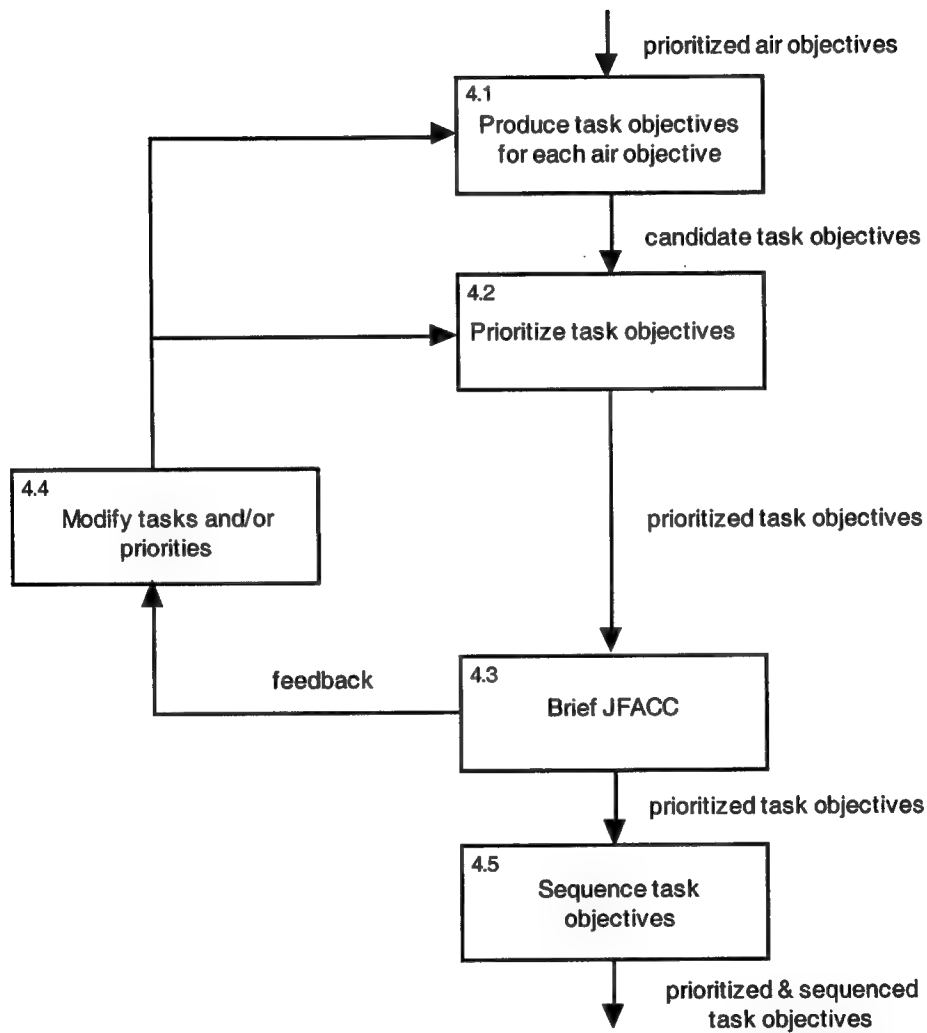 prioritized air objectives
4.1
Produce task objectives
for each air objective
candidate task objectives
4.2
Prioritize task objectives
4.4
Modify tasks and/or
priorities
prioritized task objectives
feedback
4.3
Brief JFACC
prioritized task objectives
4.5
Sequence task
objectives
prioritized & sequenced
task objectives